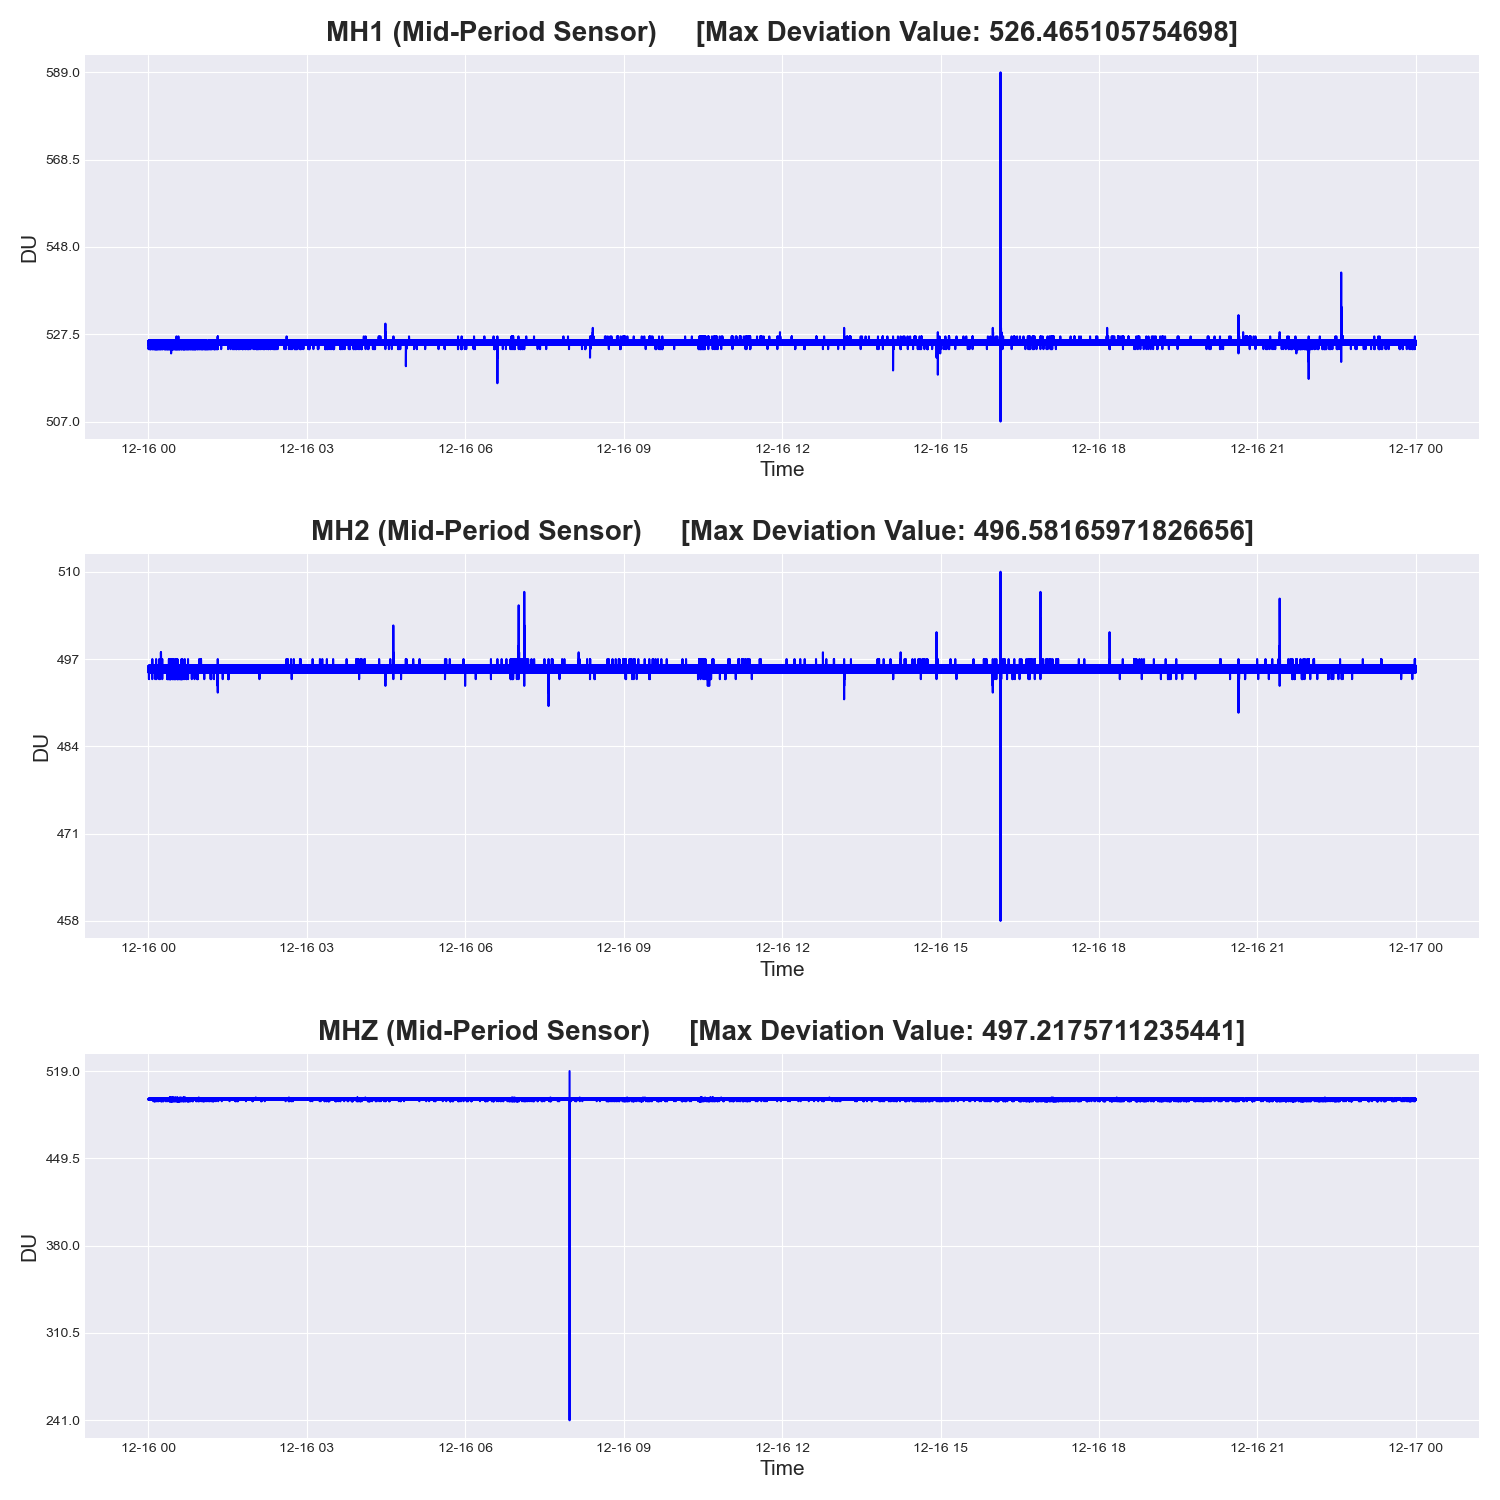 MH1 (Mid-Period Sensor) [Max Deviation Value: 526.465105754698]
589.0
568.5
548.0
527.5
507.0
DU
12-16 00 12-16 03 12-16 06 12-16 09 12-16 12 12-16 15 12-16 18 12-16 21 12-17 00
Time
MH2 (Mid-Period Sensor) [Max Deviation Value: 496.58165971826656]
510
497
484
471
458
DU
12-16 00 12-16 03 12-16 06 12-16 09 12-16 12 12-16 15 12-16 18 12-16 21 12-17 00
Time
MHZ (Mid-Period Sensor) [Max Deviation Value: 497.2175711235441]
519.0
449.5
380.0
310.5
241.0
DU
12-16 00 12-16 03 12-16 06 12-16 09 12-16 12 12-16 15 12-16 18 12-16 21 12-17 00
Time